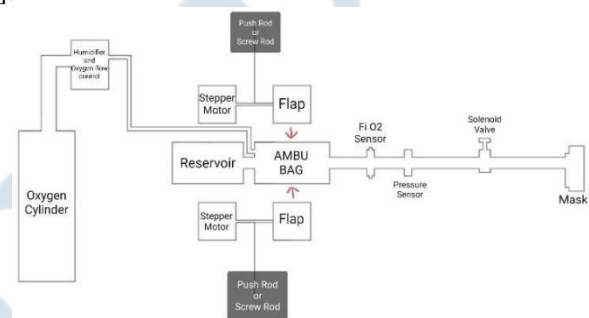 Push Rod
or
Screw Rod
Humidifier
and
Oxygen flow
control
Stepper
Motor
Flap
Fi O2
Sensor
Solenoid
Valve
Reservoir
AMBU
BAG
Oxygen
Cylinder
Pressure
Sensor
Mask
Stepper
Motor
Flap
Push Rod
or
Screw Rod